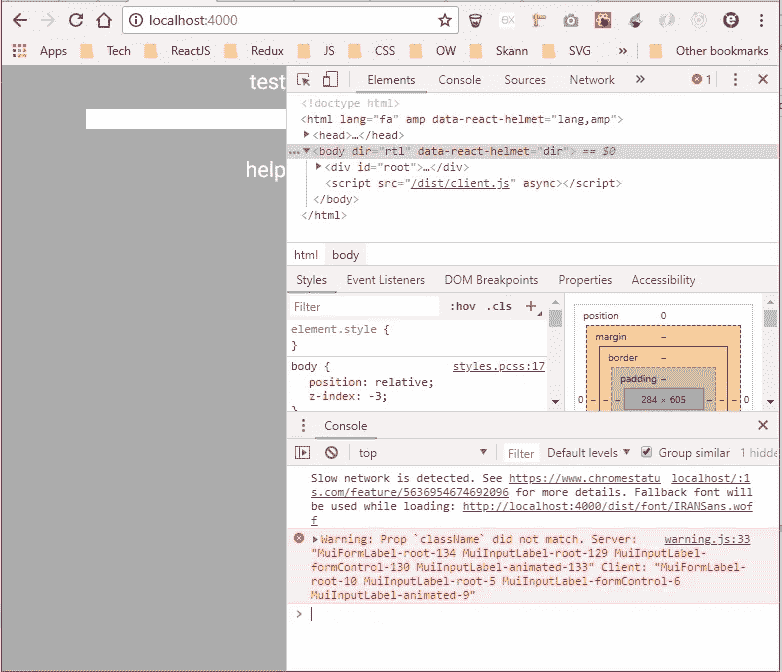 localhost:4000
Apps Tech ReactJS Redux JS CSS OW Skann SVG » Other bookmarks
test
help
Elements Console Sources Network » 1
<!doctype html>
<html lang="fa" amp data-react-helmet="lang,amp">
<head>…</head>
<body dir="rtl" data-react-helmet="dir"> == $0
<div id="root">…</div>
<script src="/dist/client.js" async></script>
</body>
</html>
html body
Styles Event Listeners DOM Breakpoints Properties Accessibility
Filter :hov .cls +
element.style {
}
body { styles.pcss:17
position: relative;
z-index: -3;
}
position 0
margin –
border –
padding –
0 – – – 284 × 605 – – – 0
Console
top Filter Default levels Group similar 1 hidde
Slow network is detected. See https://www.chromestatu localhost/:1
s.com/feature/5636954674692096 for more details. Fallback font will
be used while loading: http://localhost:4000/dist/font/IRANSans.wof
f
Warning: Prop `className` did not match. Server: warning.js:33
"MuiFormLabel-root-134 MuiInputLabel-root-129 MuiInputLabel-
formControl-130 MuiInputLabel-animated-133" Client: "MuiFormLabel-
root-10 MuiInputLabel-root-5 MuiInputLabel-formControl-6
MuiInputLabel-animated-9"
>